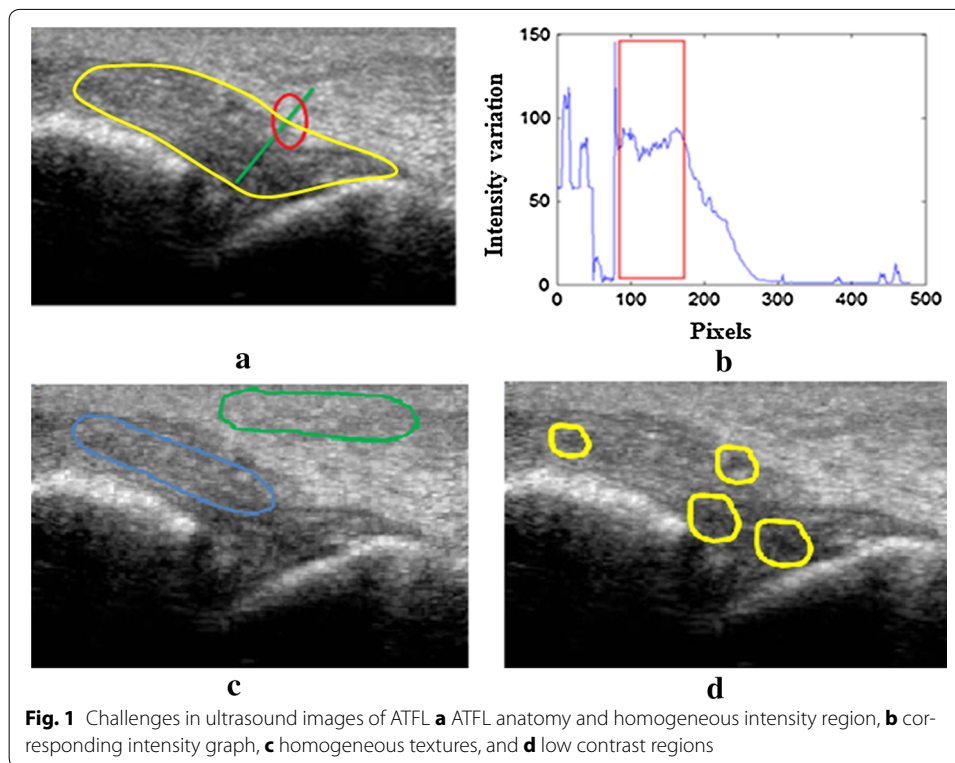 150
100
50
0
0
100
200
300
400
500
Intensity variation
Pixels
a
b
c
d
Fig. 1 Challenges in ultrasound images of ATFL a ATFL anatomy and homogeneous intensity region, b cor-
responding intensity graph, c homogeneous textures, and d low contrast regions